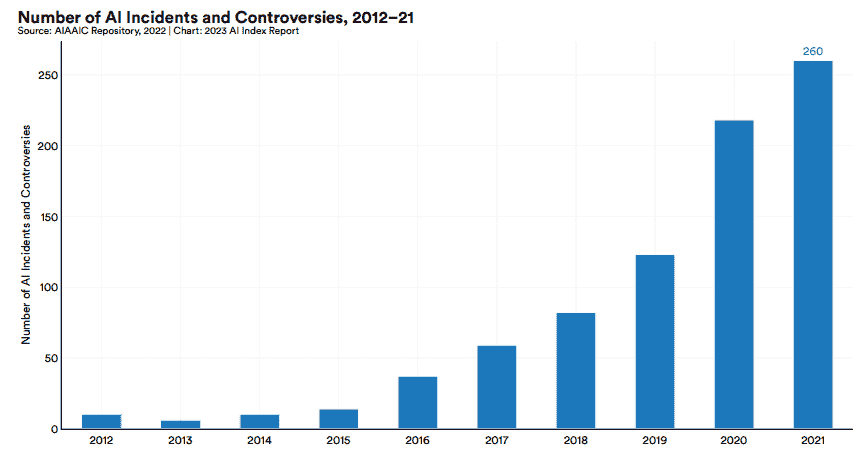 Number of AI Incidents and Controversies, 2012–21
Source: AIAAIC Repository, 2022 | Chart: 2023 AI Index Report
260
250
200
150
100
50
0
Number of AI Incidents and Controversies
2012 2013 2014 2015 2016 2017 2018 2019 2020 2021